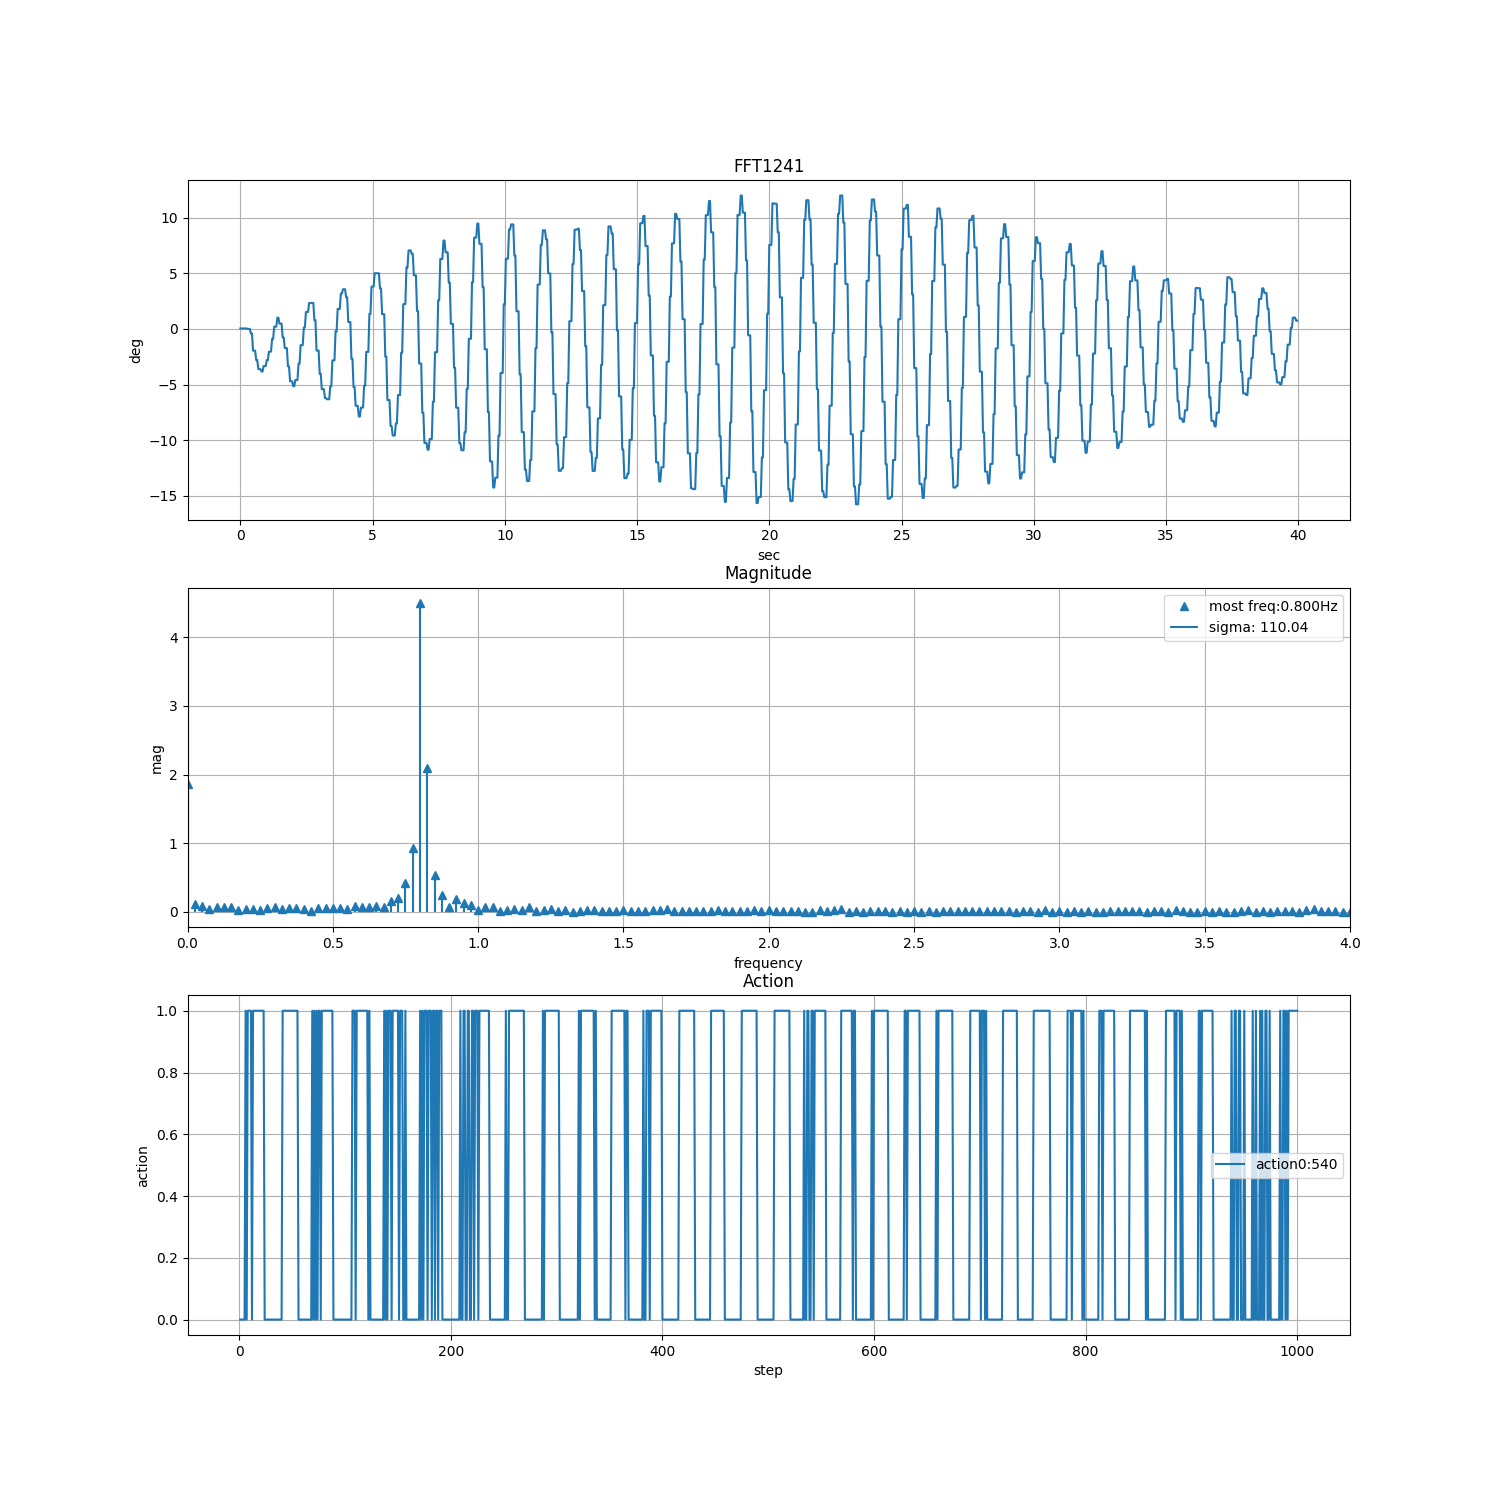 FFT1241
10
5
0
−5
−10
−15
deg
0 5 10 15 20 25 30 35 40
sec
Magnitude
most freq:0.800Hz
sigma: 110.04
4
3
2
1
0
mag
0.0 0.5 1.0 1.5 2.0 2.5 3.0 3.5 4.0
frequency
Action
1.0
0.8
0.6
0.4
0.2
0.0
action
action0:540
0 200 400 600 800 1000
step